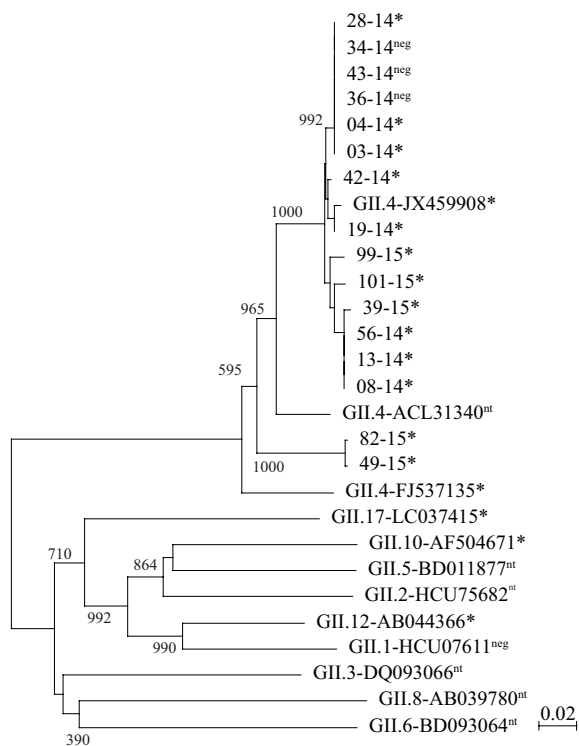 28-14*
34-14neg
43-14neg
36-14neg
992
04-14*
03-14*
42-14*
GII.4-JX459908*
1000
19-14*
99-15*
101-15*
965
39-15*
56-14*
13-14*
595
08-14*
GII.4-ACL31340nt
82-15*
1000
49-15*
GII.4-FJ537135*
GII.17-LC037415*
710
GII.10-AF504671*
864
GII.5-BD011877nt
GII.2-HCU75682nt
992
GII.12-AB044366*
990
GII.1-HCU07611neg
GII.3-DQ093066nt
GII.8-AB039780nt
0.02
GII.6-BD093064nt
390